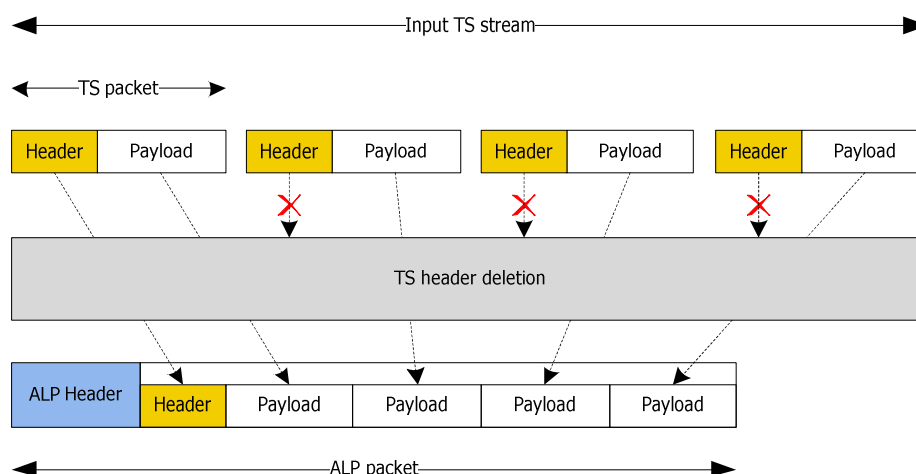 Input TS stream
TS packet
Header Payload Header Payload Header Payload Header Payload
TS header deletion
ALP Header Header Payload Payload Payload Payload
ALP packet